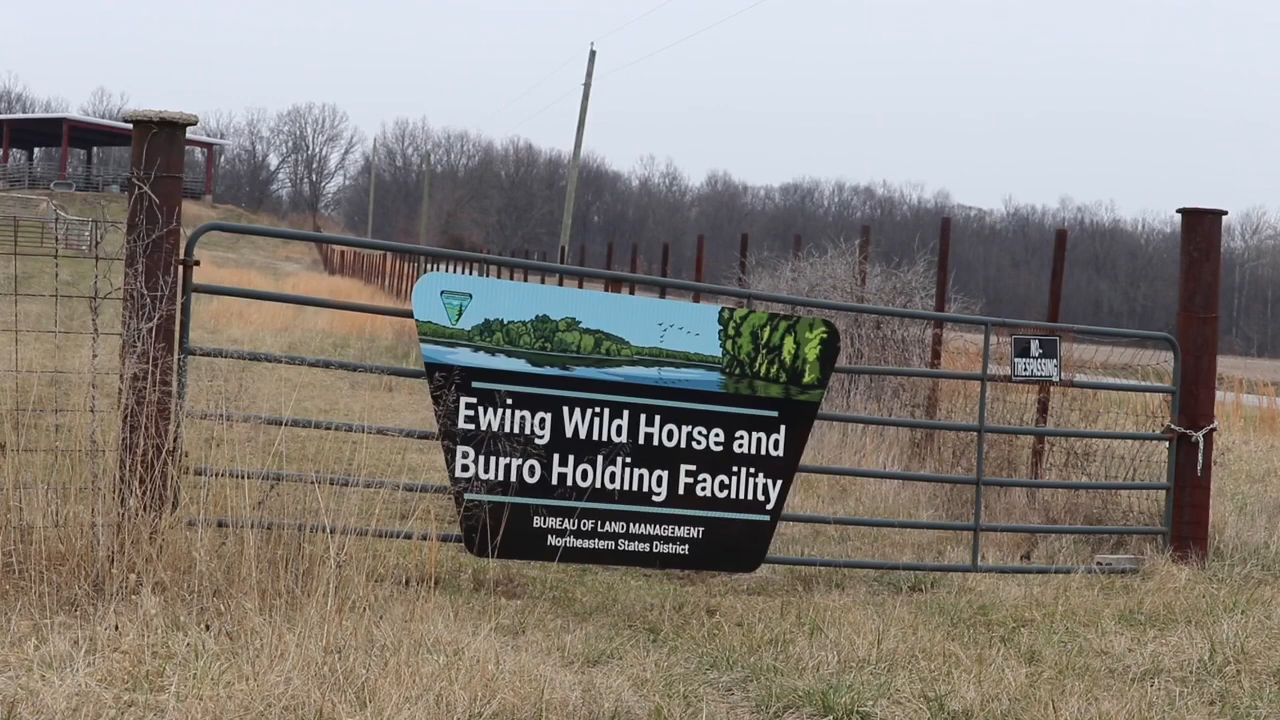 Ewing Wild Horse and
Burro Holding Facility
BUREAU OF LAND MANAGEMENT
Northeastern States District
NO
TRESPASSING